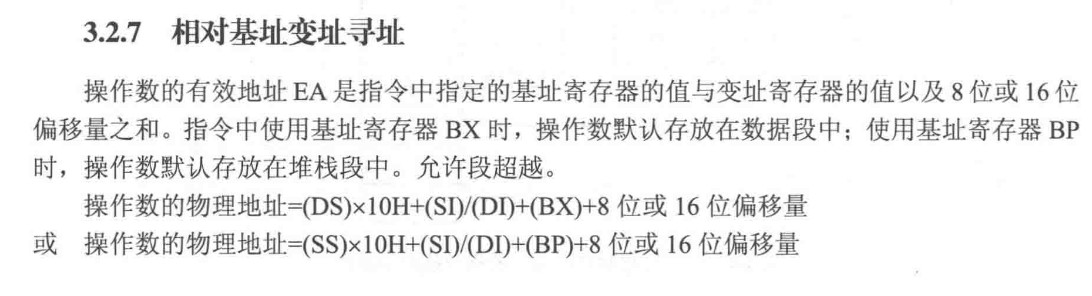 3.2.7 相对基址变址寻址
操作数的有效地址 EA 是指令中指定的基址寄存器的值与变址寄存器的值以及 8 位或 16 位
偏移量之和。指令中使用基址寄存器 BX 时，操作数默认存放在数据段中；使用基址寄存器 BP
时，操作数默认存放在堆栈段中。允许段超越。
操作数的物理地址=(DS)×10H+(SI)/(DI)+(BX)+8 位或 16 位偏移量
或 操作数的物理地址=(SS)×10H+(SI)/(DI)+(BP)+8 位或 16 位偏移量